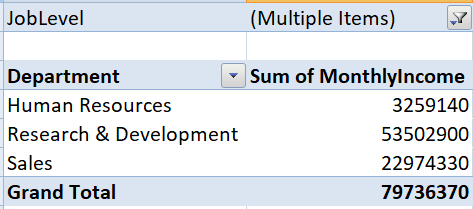 JobLevel (Multiple Items)
Department Sum of MonthlyIncome
Human Resources 3259140
Research & Development 53502900
Sales 22974330
Grand Total 79736370